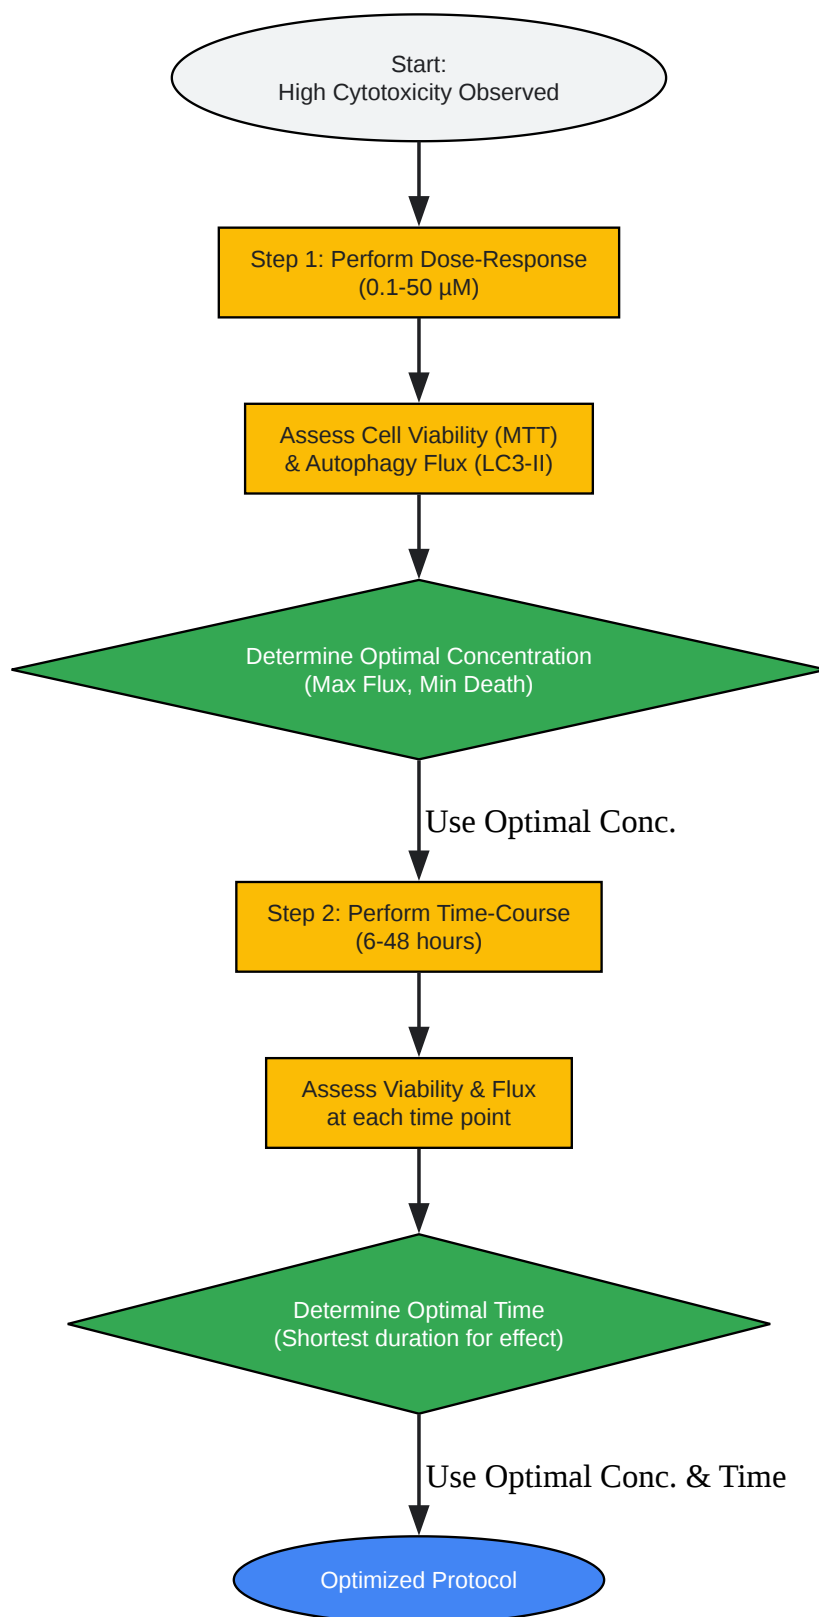 Start:
High Cytotoxicity Observed
Step 1: Perform Dose-Response
(0.1-50 µM)
Assess Cell Viability (MTT)
& Autophagy Flux (LC3-II)
Determine Optimal Concentration
(Max Flux, Min Death)
Use Optimal Conc.
Step 2: Perform Time-Course
(6-48 hours)
Assess Viability & Flux
at each time point
Determine Optimal Time
(Shortest duration for effect)
Use Optimal Conc. & Time
Optimized Protocol